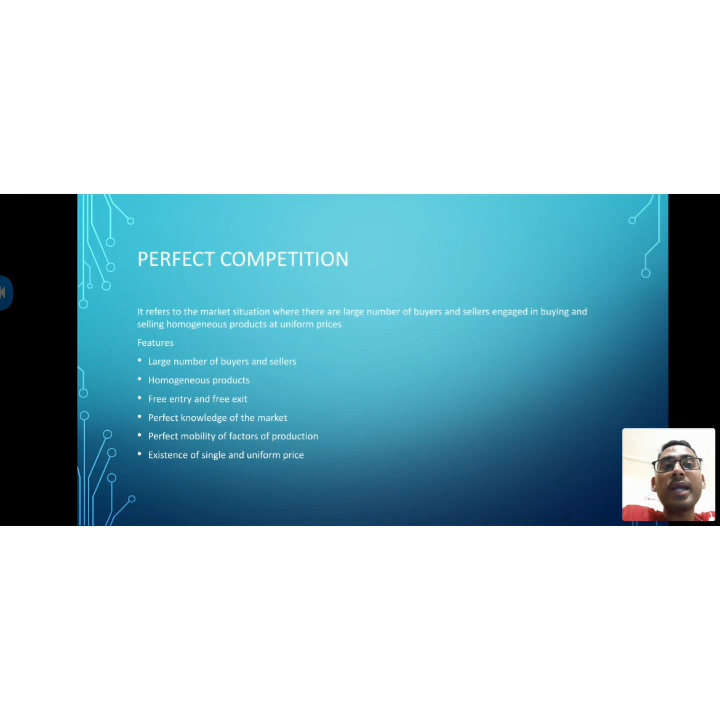 PERFECT COMPETITION
It refers to the market situation where there are large number of buyers and sellers engaged in buying and
selling homogeneous products at uniform prices
Features
• Large number of buyers and sellers
• Homogeneous products
• Free entry and free exit
• Perfect knowledge of the market
• Perfect mobility of factors of production
• Existence of single and uniform price